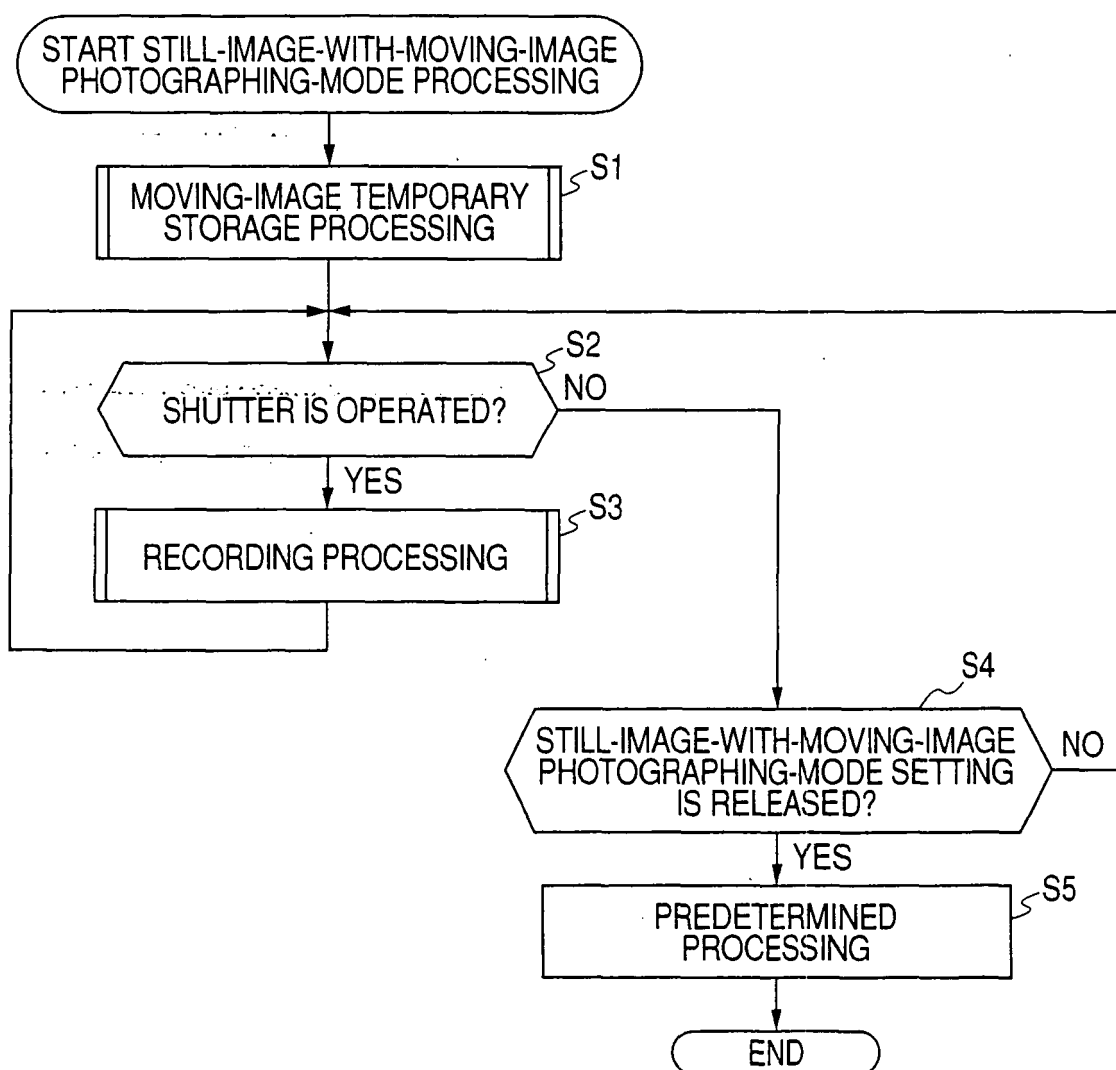 START STILL-IMAGE-WITH-MOVING-IMAGE
PHOTOGRAPHING-MODE PROCESSING
S1
MOVING-IMAGE TEMPORARY
STORAGE PROCESSING
S2
NO
SHUTTER IS OPERATED?
YES
S3
RECORDING PROCESSING
S4
STILL-IMAGE-WITH-MOVING-IMAGE
PHOTOGRAPHING-MODE SETTING
IS RELEASED?
NO
YES
S5
PREDETERMINED
PROCESSING
END